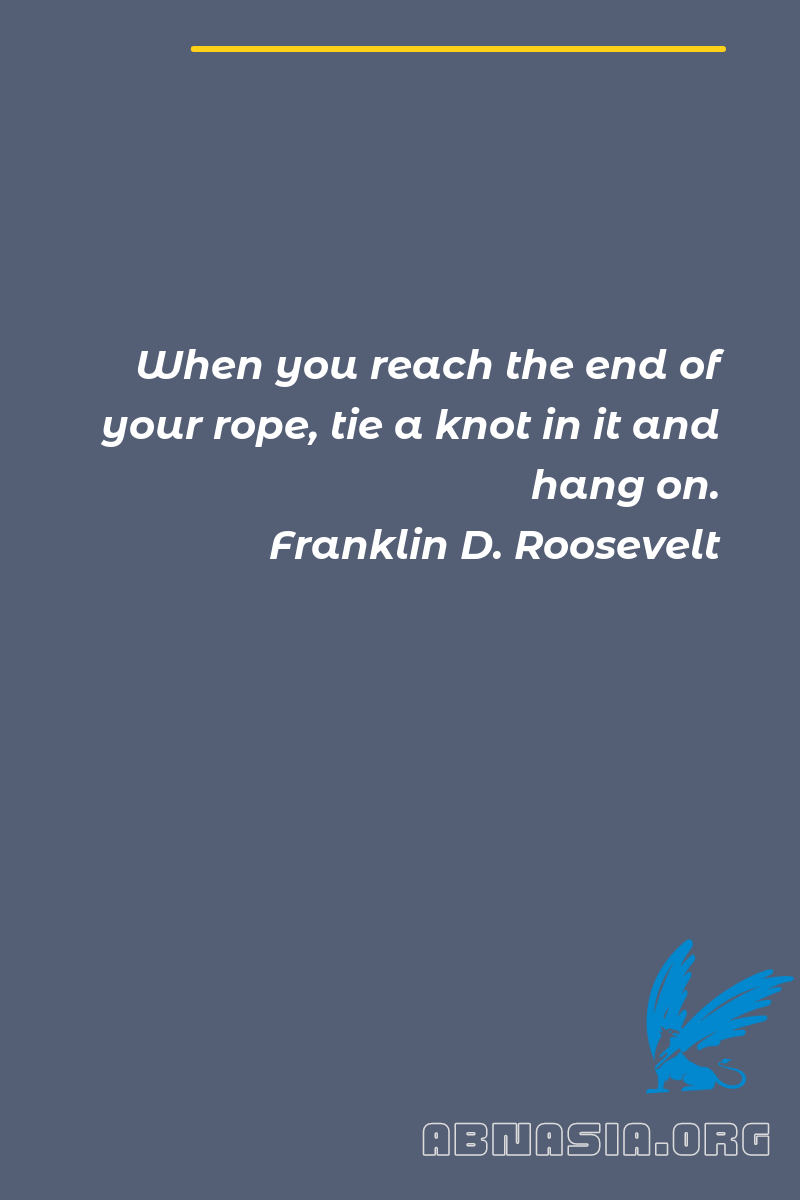 When you reach the end of
your rope, tie a knot in it and
hang on.
Franklin D. Roosevelt
ABNASIA.ORG